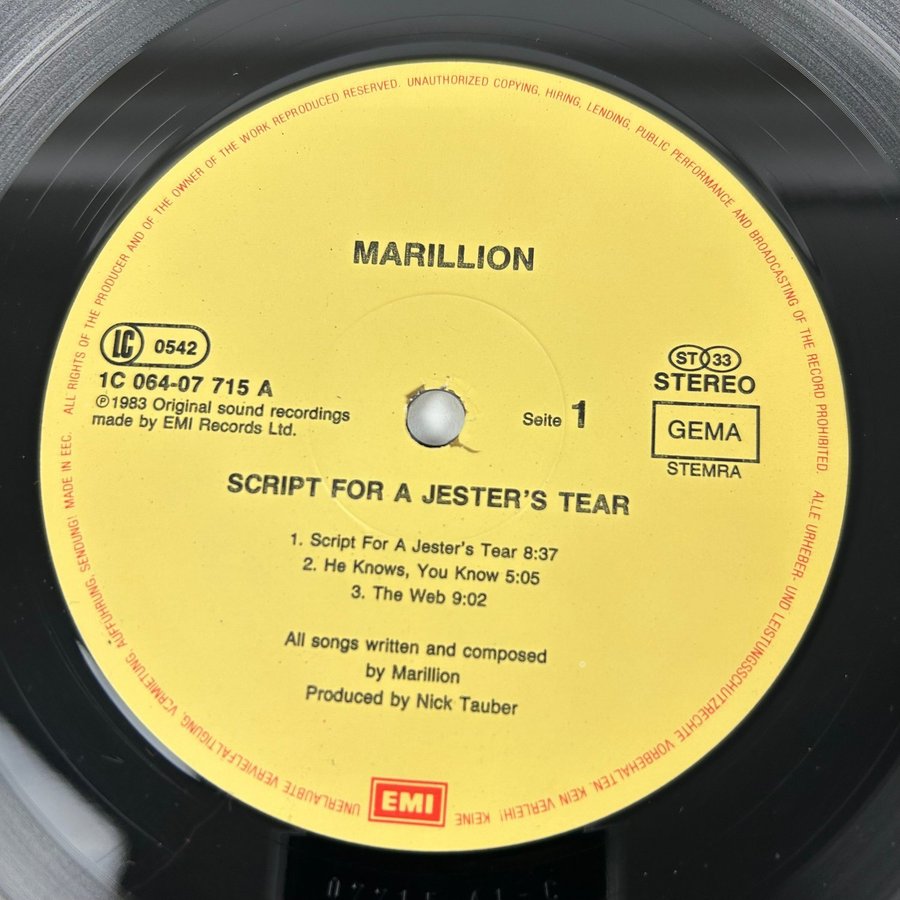 ALL RIGHTS OF THE PRODUCER AND OF THE OWNER OF THE WORK REPRODUCED RESERVED. UNAUTHORIZED COPYING, HIRING, LENDING, PUBLIC PERFORMANCE AND BROADCASTING OF THE RECORD PROHIBITED.
ALLE URHEBER- UND LEISTUNGSSCHUTZRECHTE VORBEHALTEN. KEIN VERLEIH! KEINE UNERLAUBTE VERVIELFÄLTIGUNG, VERMIETUNG, AUFFÜHRUNG, SENDUNG! MADE IN EEC.
MARILLION
LC 0542
1C 064-07 715 A
℗1983 Original sound recordings
made by EMI Records Ltd.
Seite 1
ST 33
STEREO
GEMA
STEMRA
SCRIPT FOR A JESTER'S TEAR
1. Script For A Jester's Tear 8:37
2. He Knows, You Know 5:05
3. The Web 9:02
All songs written and composed
by Marillion
Produced by Nick Tauber
EMI